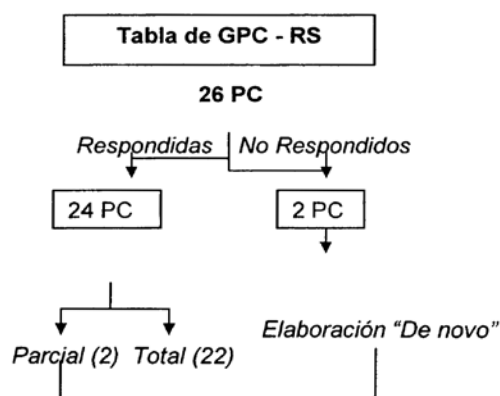 Tabla de GPC - RS
26 PC
Respondidas No Respondidos
24 PC 2 PC
Elaboración “De novo”
Parcial (2) Total (22)